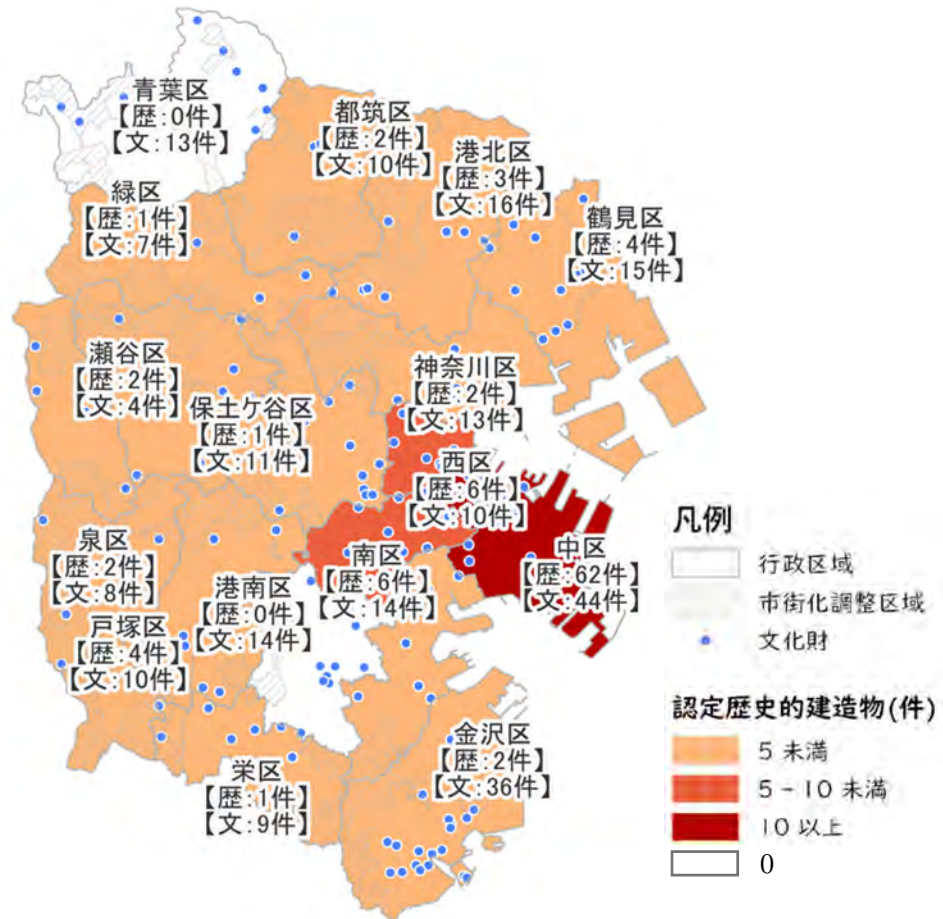 青葉区
【歴:0件】
【文:13件】
都筑区
【歴:2件】
【文:10件】
港北区
【歴:3件】
【文:16件】
緑区
【歴:1件】
【文:7件】
鶴見区
【歴:4件】
【文:15件】
瀬谷区
【歴:2件】
【文:4件】
神奈川区
【歴:2件】
【文:13件】
保土ケ谷区
【歴:1件】
【文:11件】
西区
【歴:6件】
【文:10件】
泉区
【歴:2件】
【文:8件】
港南区
【歴:0件】
【文:14件】
南区
【歴:6件】
【文:14件】
中区
【歴:62件】
【文:44件】
戸塚区
【歴:4件】
【文:10件】
栄区
【歴:1件】
【文:9件】
金沢区
【歴:2件】
【文:36件】
凡例
行政区域
市街化調整区域
文化財
認定歴史的建造物(件)
5 未満
5 - 10 未満
10 以上
0